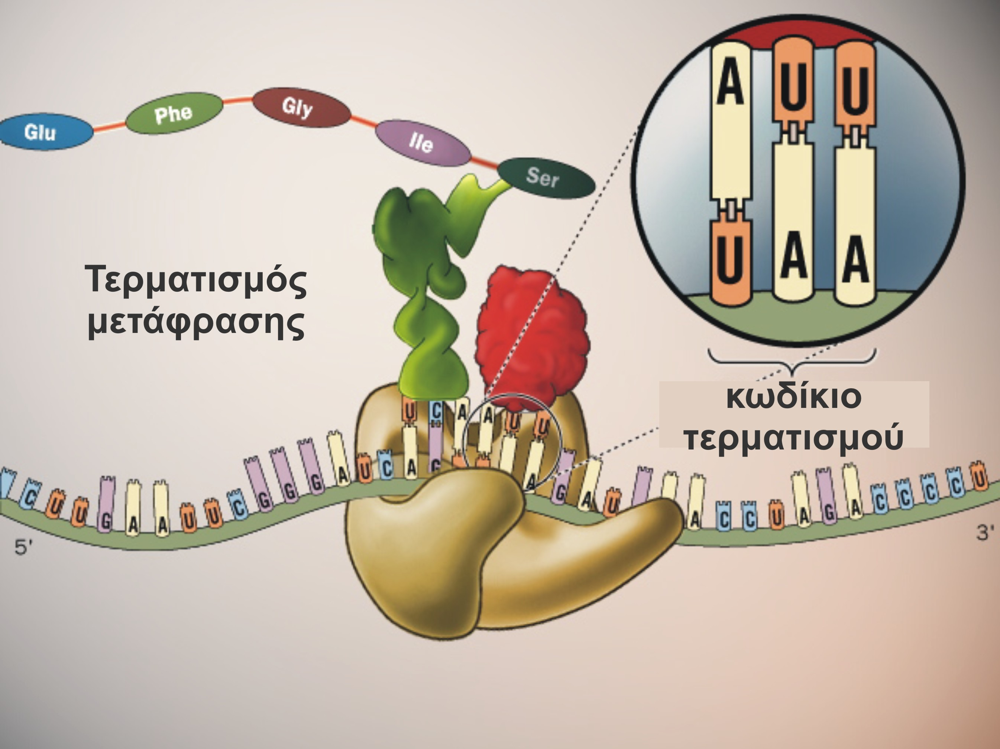 A U U
Glu Phe Gly Ile Ser
U A A
Τερματισμός
μετάφρασης
κωδίκιο
τερματισμού
U C A A U U
C U U G A A U U C G G G A U C A G A G A U A C C U A G A C C C C U
5' 3'